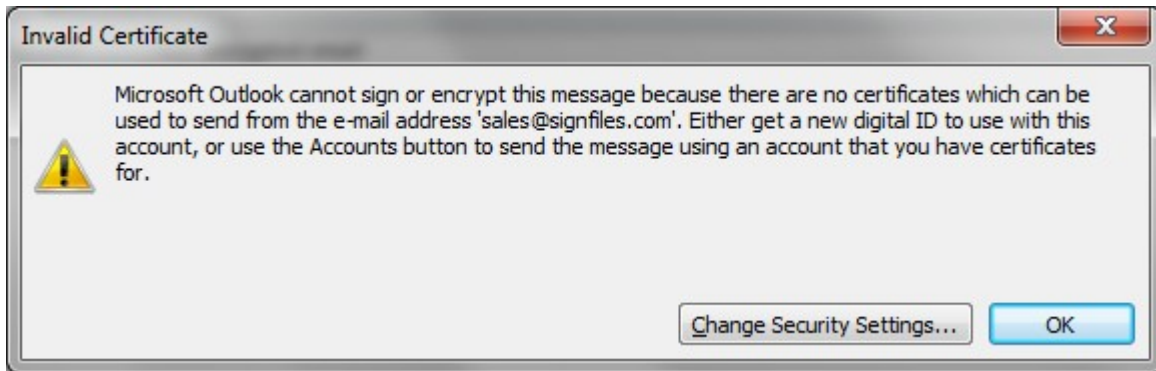 Invalid Certificate
Microsoft Outlook cannot sign or encrypt this message because there are no certificates which can be
used to send from the e-mail address 'sales@signfiles.com'. Either get a new digital ID to use with this
account, or use the Accounts button to send the message using an account that you have certificates
for.
Change Security Settings...
OK